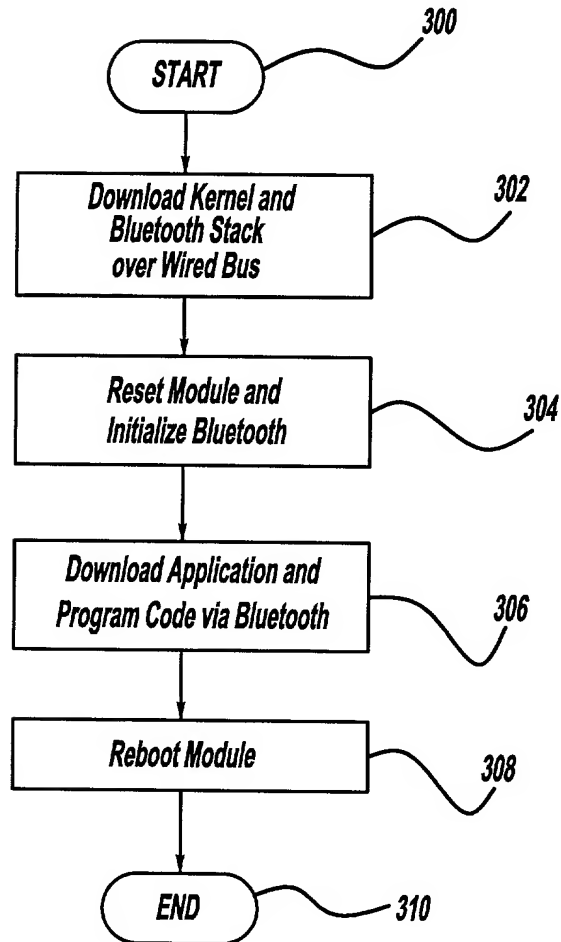 300
START
302
Download Kernel and
Bluetooth Stack
over Wired Bus
304
Reset Module and
Initialize Bluetooth
Download Application and
Program Code via Bluetooth
306
Reboot Module
308
END
310